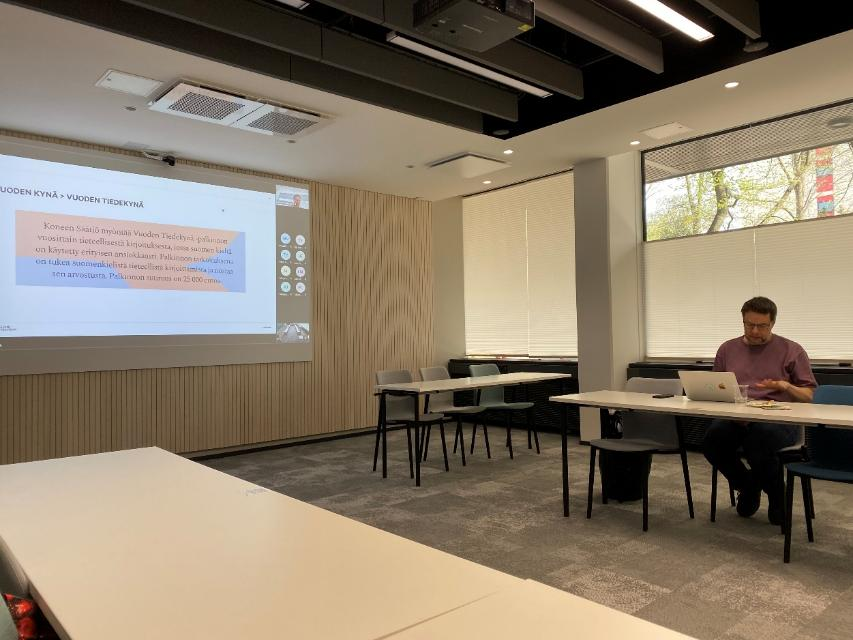 UODEN KYNÄ > VUODEN TIEDEKYNÄ
Koneen Säätiö myöntää Vuoden Tiedekynä -palkinnon
vuosittain tieteellisestä kirjoituksesta, jossa suomen kieltä
on käytetty erityisen ansiokkaasti. Palkinnon tarkoituksena
on tukea suomenkielistä tieteellistä kirjoittamista ja nostaa
sen arvostusta. Palkinnon suuruus on 25 000 euroa.